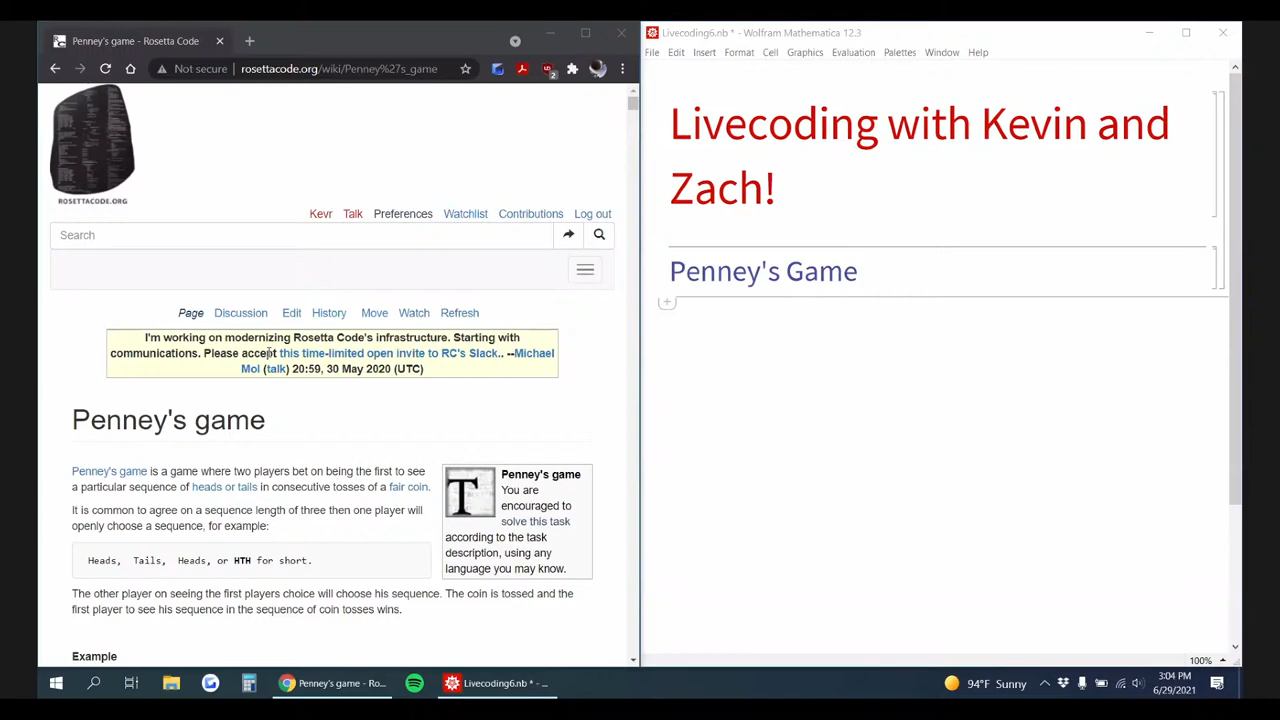 Penney's game - Rosetta Code
Not secure | rosettacode.org/wiki/Penney%27s_game
2
ROSETTACODE.ORG
Kevr Talk Preferences Watchlist Contributions Log out
Search
Page Discussion Edit History Move Watch Refresh
I'm working on modernizing Rosetta Code's infrastructure. Starting with
communications. Please accept this time-limited open invite to RC's Slack.. --Michael
Mol (talk) 20:59, 30 May 2020 (UTC)
Penney's game
Penney's game is a game where two players bet on being the first to see
a particular sequence of heads or tails in consecutive tosses of a fair coin.
It is common to agree on a sequence length of three then one player will
openly choose a sequence, for example:
Heads, Tails, Heads, or HTH for short.
T
Penney's game
You are
encouraged to
solve this task
according to the task
description, using any
language you may know.
The other player on seeing the first players choice will choose his sequence. The coin is tossed and the
first player to see his sequence in the sequence of coin tosses wins.
Example
Livecoding6.nb * - Wolfram Mathematica 12.3
File Edit Insert Format Cell Graphics Evaluation Palettes Window Help
Livecoding with Kevin and
Zach!
Penney's Game
100%
Penney's game - Ro...
Livecoding6.nb * - ...
94°F Sunny
3:04 PM
6/29/2021